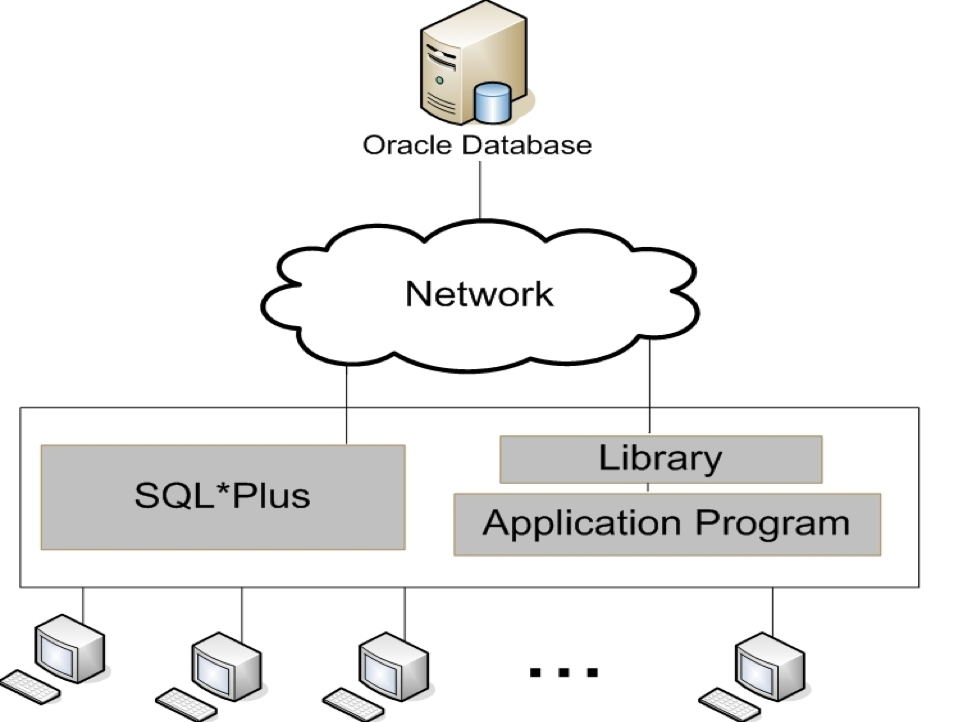 Oracle Database
Network
SQL*Plus
Library
Application Program
...